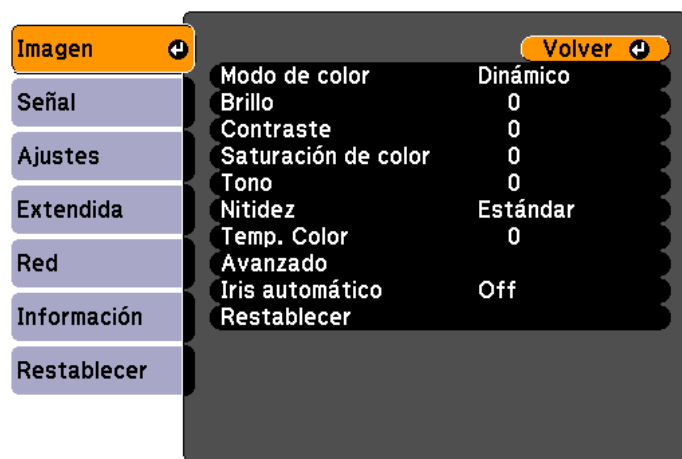 Imagen
Señal
Ajustes
Extendida
Red
Información
Restablecer
Volver
Modo de color Dinámico
Brillo 0
Contraste 0
Saturación de color 0
Tono 0
Nitidez Estándar
Temp. Color 0
Avanzado
Iris automático Off
Restablecer